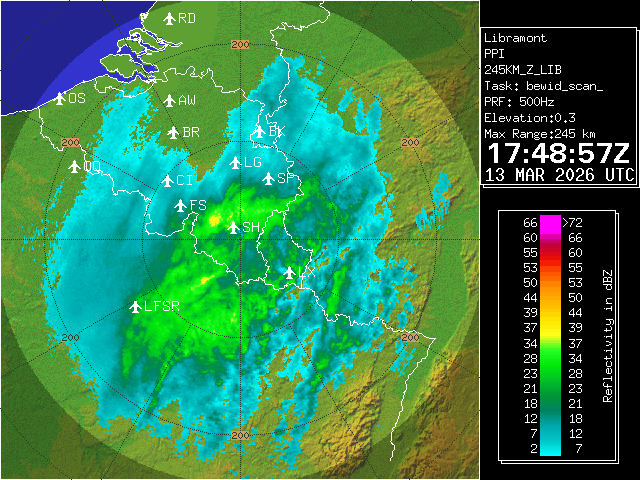 Libramont
PPI
245KM_Z_LIB
Task: bewid_scan_
PRF: 500Hz
Elevation:0.3
Max Range:245 km
17:48:57Z
13 MAR 2026 UTC
RD
200
OS
AW
BR
BK
200
200
LG
CI
SP
FS
SH
LFSR
200
200
200
66 >72
60 66
55 60
53 55
50 53
44 50
39 44
37 39
34 37
28 34
23 28
21 23
18 21
12 18
7 12
2 7
Reflectivity in dBZ